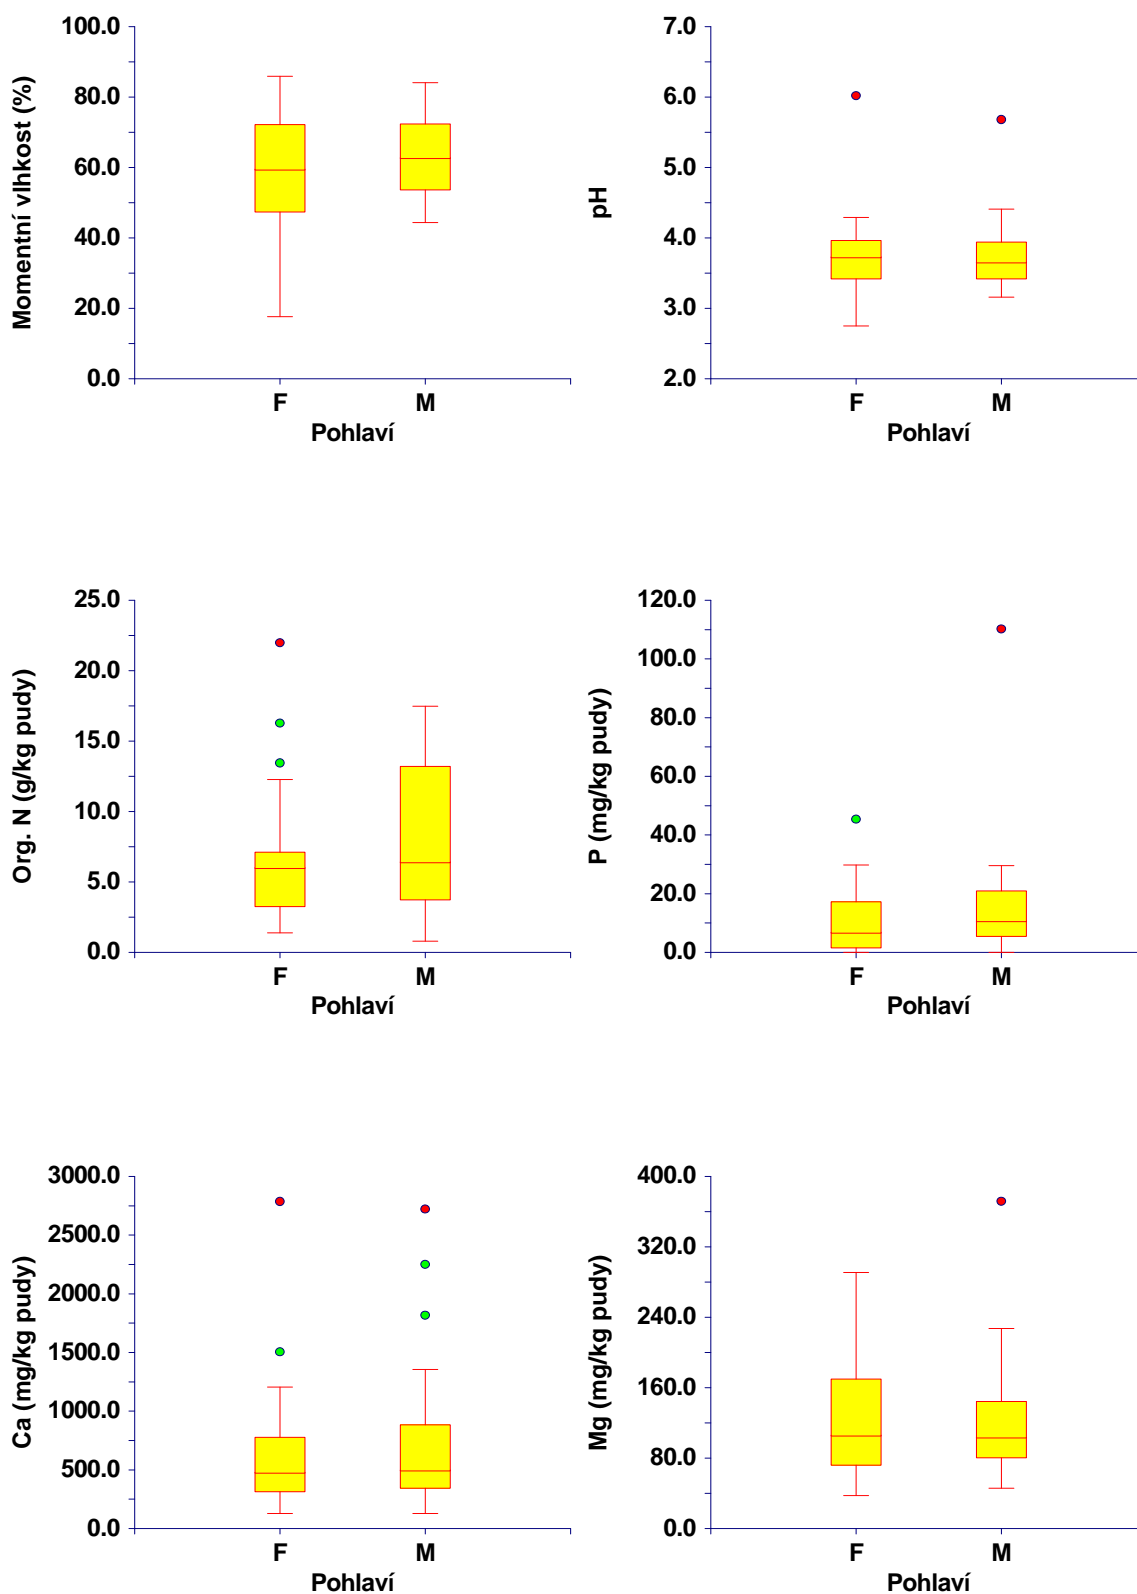 Momentní vlhkost (%)
100.0
80.0
60.0
40.0
20.0
0.0
F M
Pohlaví
pH
7.0
6.0
5.0
4.0
3.0
2.0
F M
Pohlaví
Org. N (g/kg pudy)
25.0
20.0
15.0
10.0
5.0
0.0
F M
Pohlaví
P (mg/kg pudy)
120.0
100.0
80.0
60.0
40.0
20.0
0.0
F M
Pohlaví
Ca (mg/kg pudy)
3000.0
2500.0
2000.0
1500.0
1000.0
500.0
0.0
F M
Pohlaví
Mg (mg/kg pudy)
400.0
320.0
240.0
160.0
80.0
0.0
F M
Pohlaví